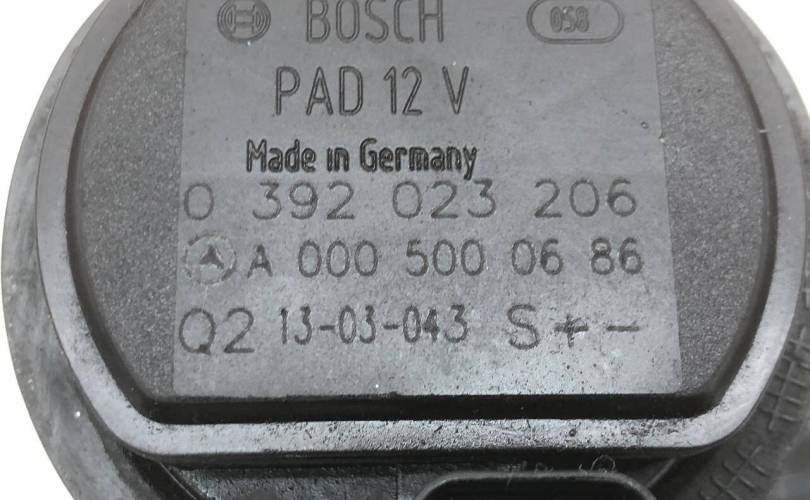 BOSCH 058
PAD 12 V
Made in Germany
0 392 023 206
A 000 500 06 86
Q2 13-03-043 S + -